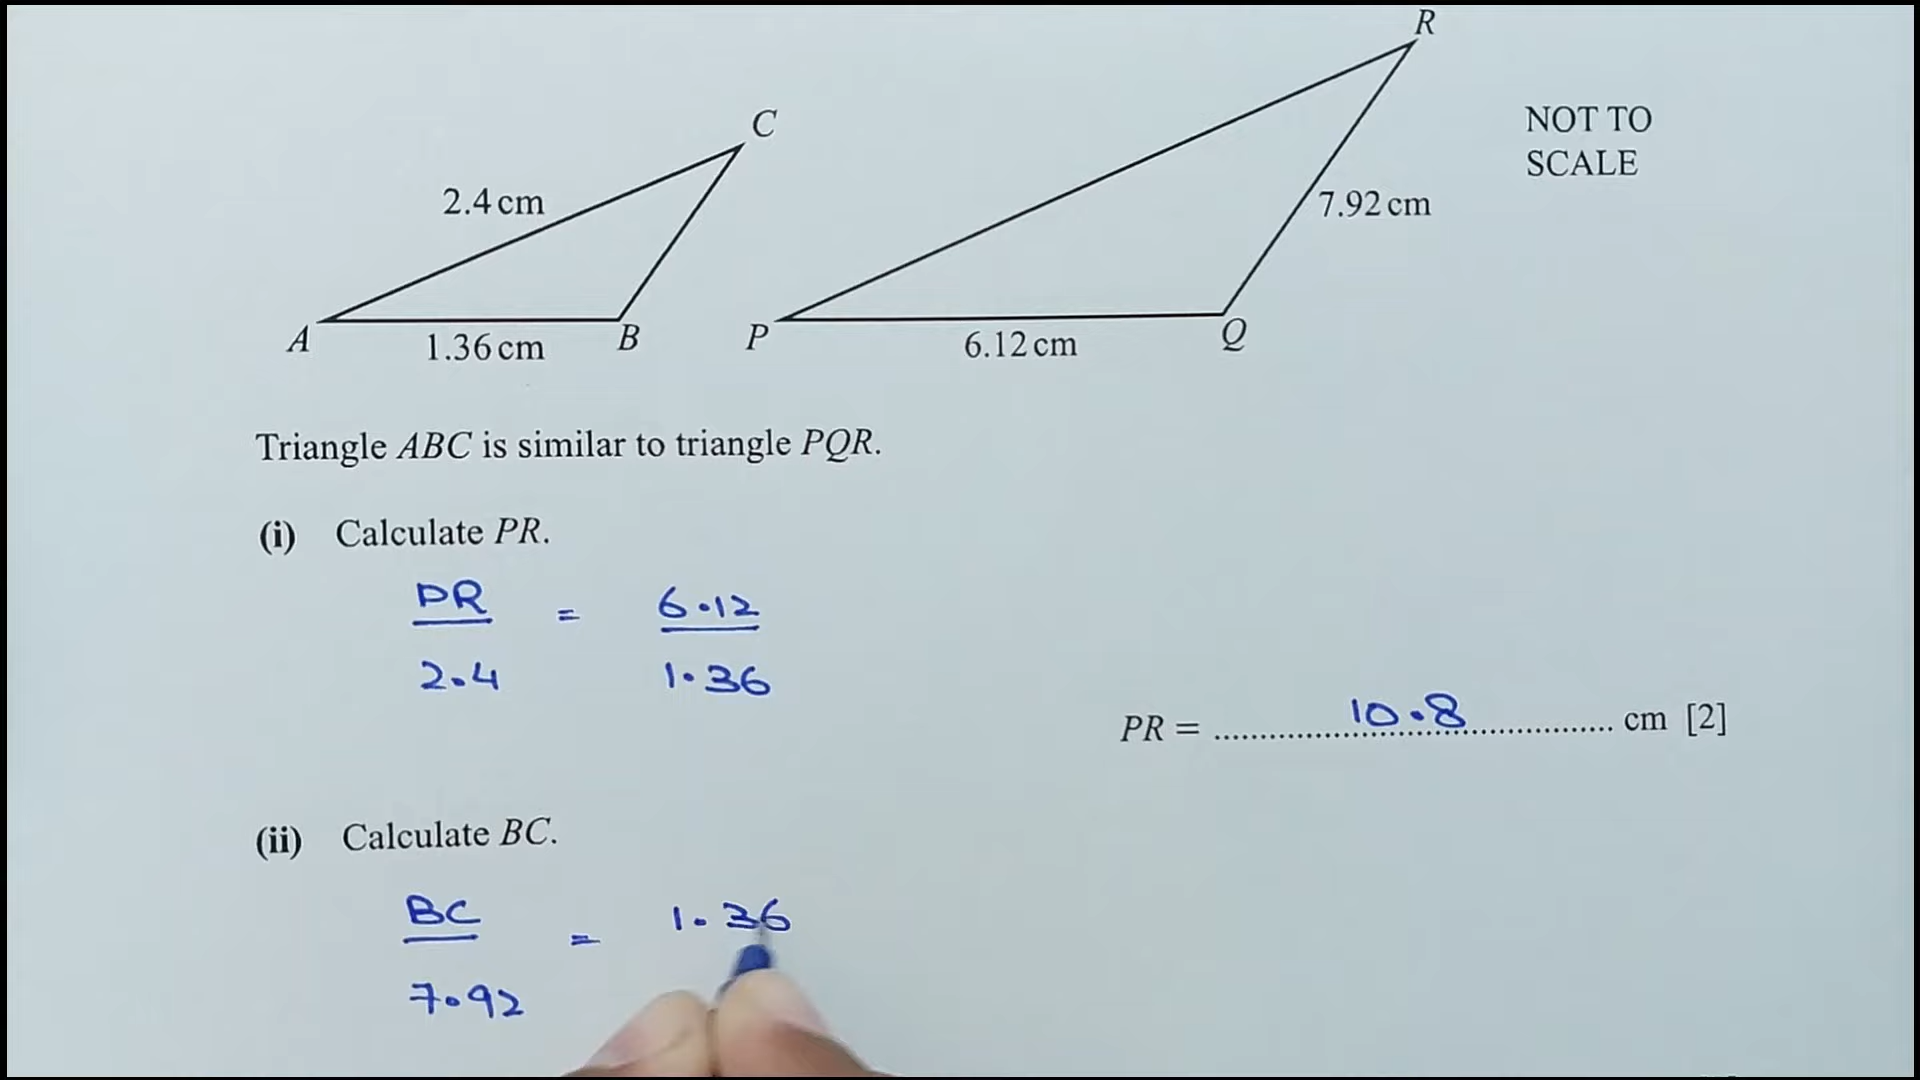 R
NOT TO
SCALE
C
2.4 cm
7.92 cm
A
1.36 cm
B
P
6.12 cm
Q
Triangle ABC is similar to triangle PQR.
(i) Calculate PR.
PR = 6.12
2.4 1.36
PR = 10.8 cm [2]
(ii) Calculate BC.
BC = 1.36
7.92